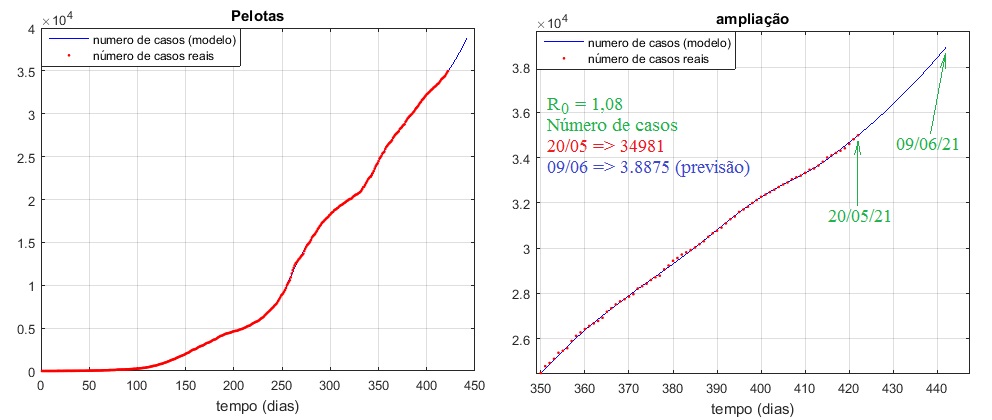 Pelotas
×10⁴
numero de casos (modelo)
número de casos reais
4
3.5
3
2.5
2
1.5
1
0.5
0
0 50 100 150 200 250 300 350 400 450
tempo (dias)
ampliação
×10⁴
numero de casos (modelo)
número de casos reais
R₀ = 1,08
Número de casos
20/05 => 34981
09/06 => 3.8875 (previsão)
09/06/21
20/05/21
3.8
3.6
3.4
3.2
3
2.8
2.6
350 360 370 380 390 400 410 420 430 440
tempo (dias)